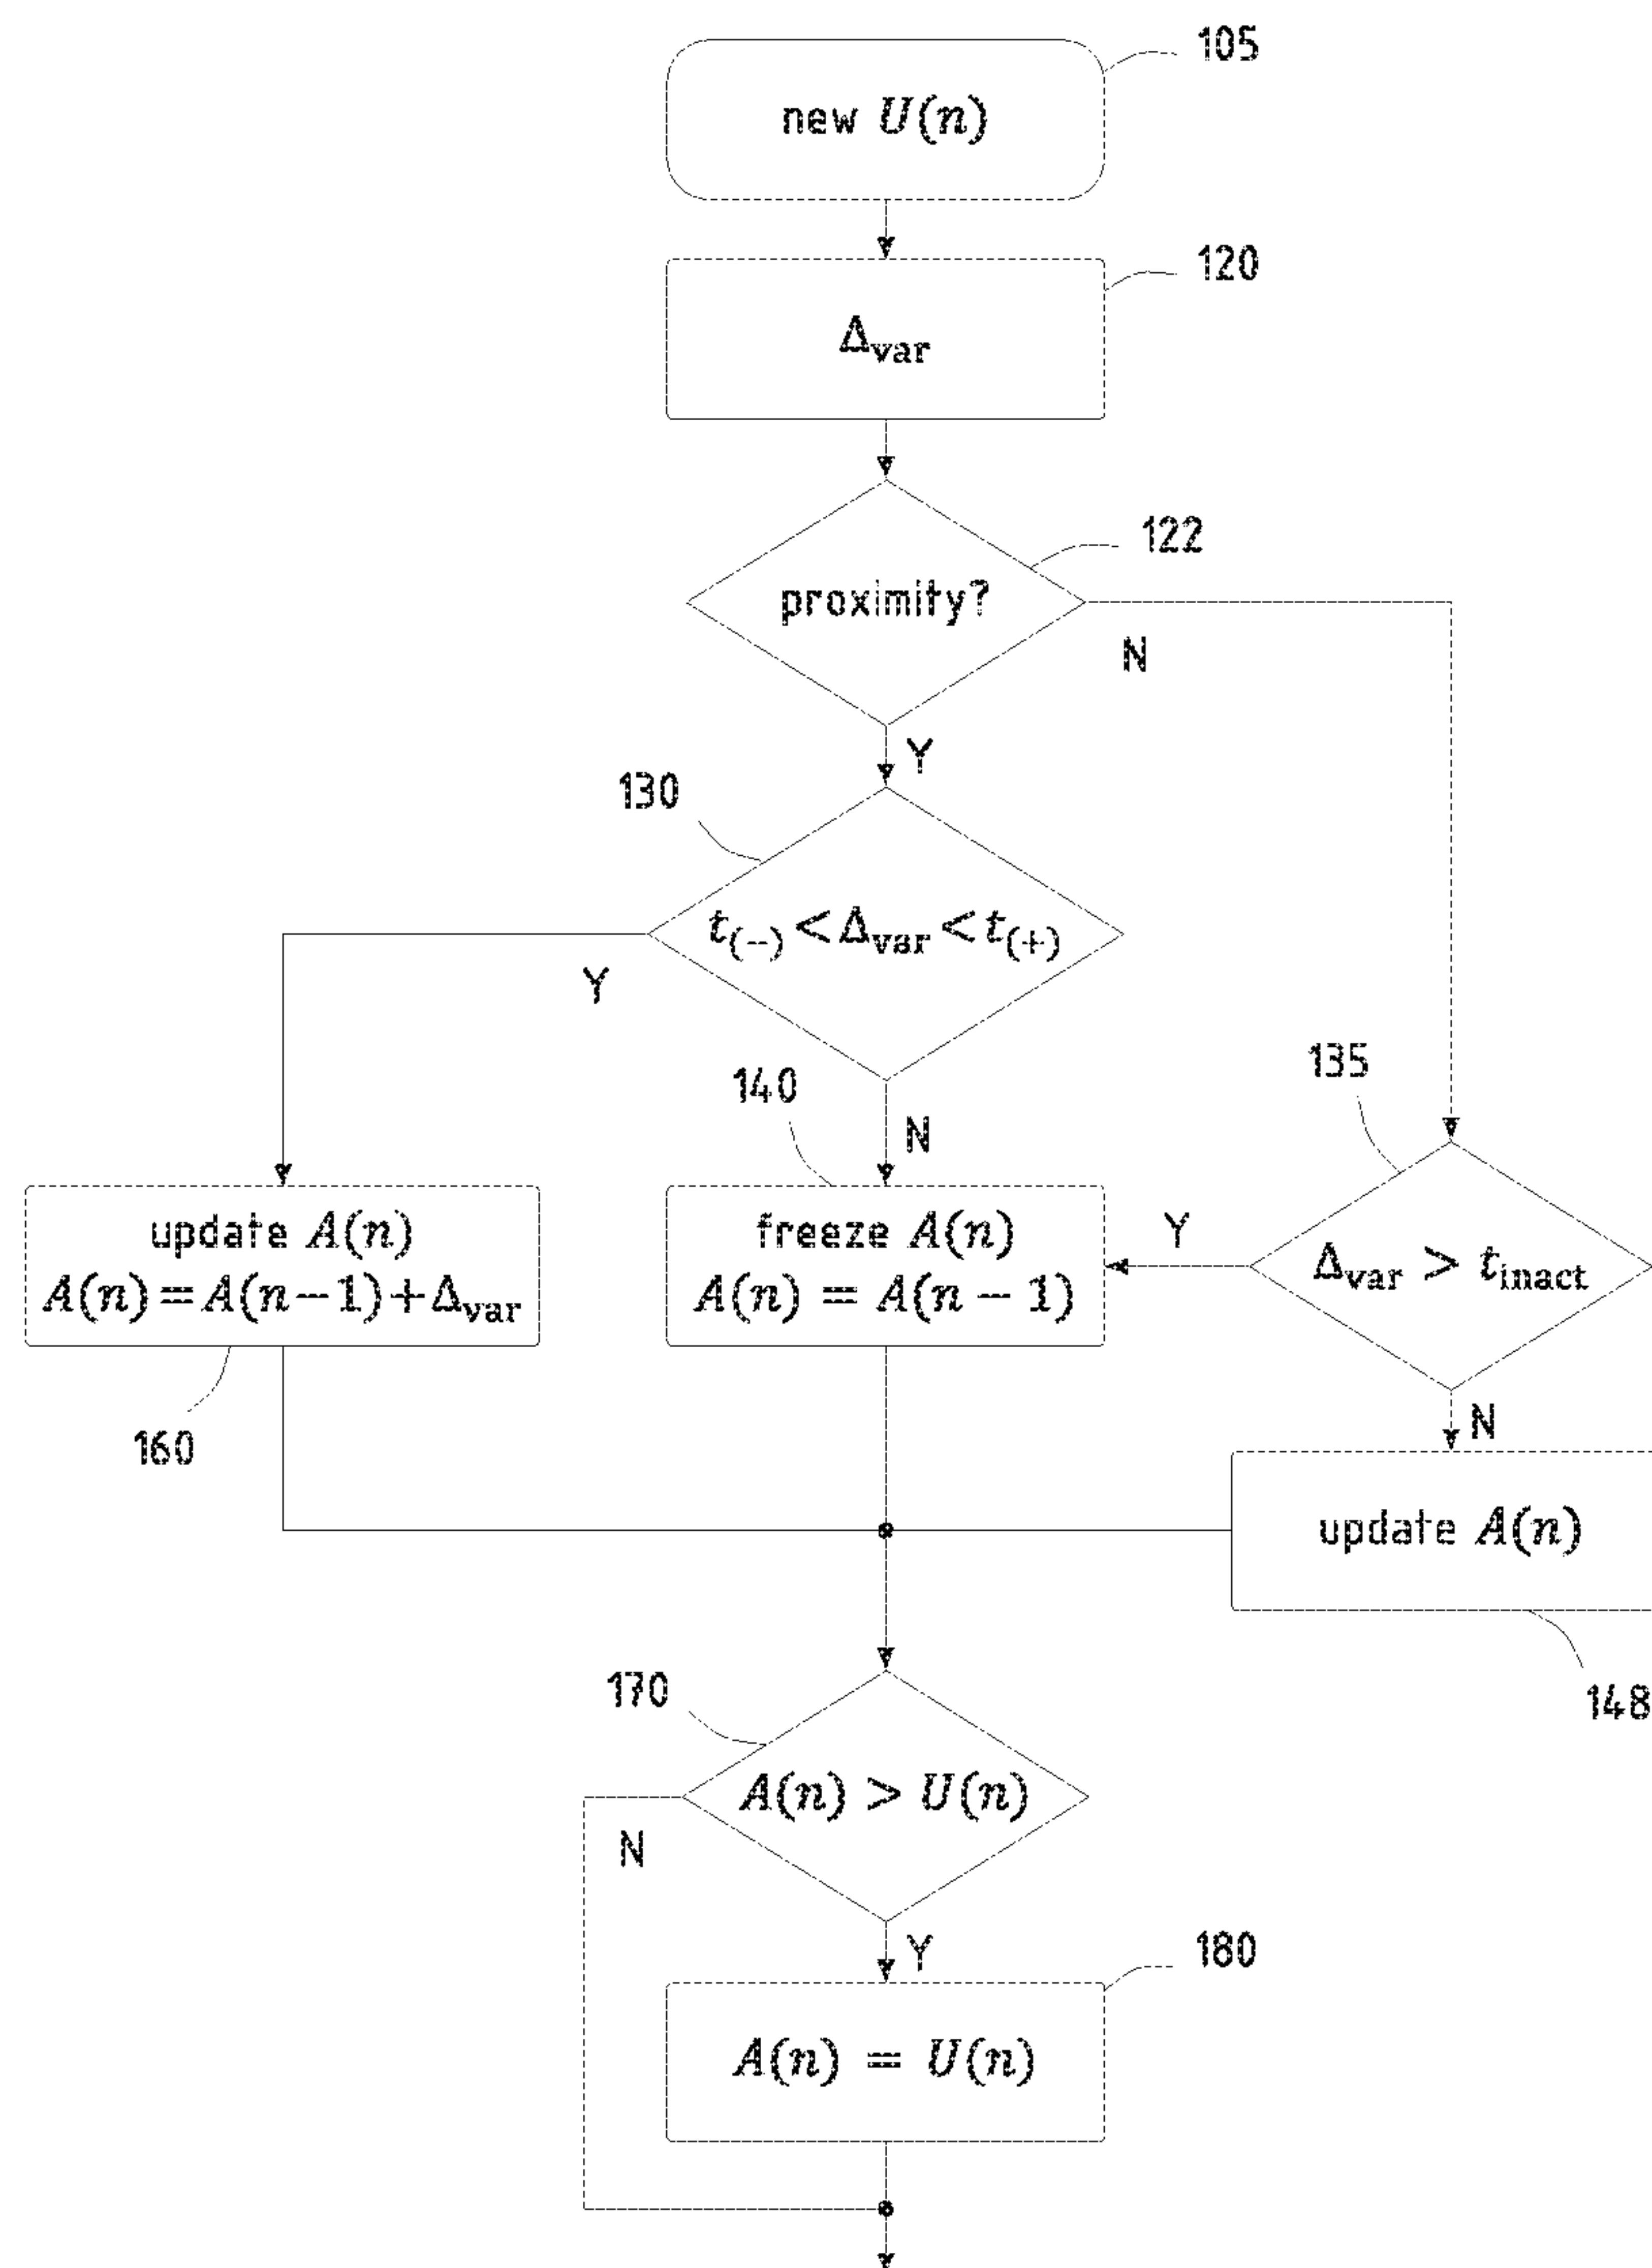 105
new U(n)
120
Δvar
122
proximity?
N
Y
130
t(−) < Δvar < t(+)
Y
135
140
N
update A(n)
A(n) = A(n−1)+Δvar
freeze A(n)
A(n) = A(n − 1)
Y
Δvar > tinact
160
N
update A(n)
148
170
A(n) > U(n)
N
Y
180
A(n) = U(n)